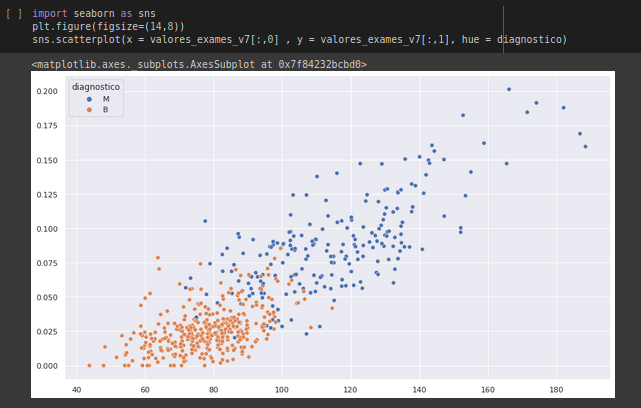 [ ] import seaborn as sns
plt.figure(figsize=(14,8))
sns.scatterplot(x = valores_exames_v7[:,0] , y = valores_exames_v7[:,1], hue = diagnostico)
<matplotlib.axes._subplots.AxesSubplot at 0x7f84232bcbd0>
diagnostico
M
B
0.200
0.175
0.150
0.125
0.100
0.075
0.050
0.025
0.000
40 60 80 100 120 140 160 180